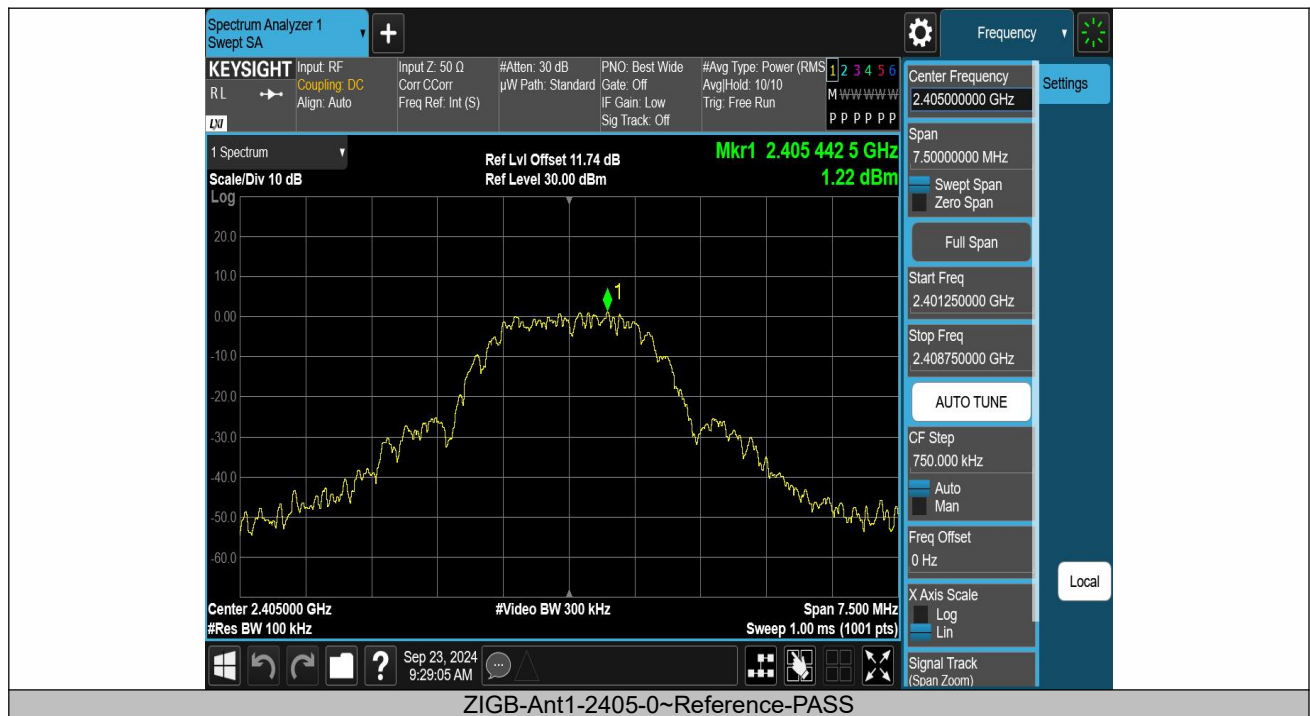 Spectrum Analyzer 1
Swept SA
+
Frequency
KEYSIGHT
RL
LXI
Input: RF
Coupling: DC
Align: Auto
Input Z: 50 Ω
Corr CCorr
Freq Ref: Int (S)
#Atten: 30 dB
µW Path: Standard
PNO: Best Wide
Gate: Off
IF Gain: Low
Sig Track: Off
#Avg Type: Power (RMS
Avg|Hold: 10/10
Trig: Free Run
1 2 3 4 5 6
M W W W W W
P P P P P P
1 Spectrum
Scale/Div 10 dB
Log
Ref Lvl Offset 11.74 dB
Ref Level 30.00 dBm
Mkr1 2.405 442 5 GHz
1.22 dBm
20.0
10.0
0.00
-10.0
-20.0
-30.0
-40.0
-50.0
-60.0
1
Center 2.405000 GHz
#Res BW 100 kHz
#Video BW 300 kHz
Span 7.500 MHz
Sweep 1.00 ms (1001 pts)
?
Sep 23, 2024
9:29:05 AM
...
Center Frequency
2.405000000 GHz
Settings
Span
7.50000000 MHz
Swept Span
Zero Span
Full Span
Start Freq
2.401250000 GHz
Stop Freq
2.408750000 GHz
AUTO TUNE
CF Step
750.000 kHz
Auto
Man
Freq Offset
0 Hz
X Axis Scale
Log
Lin
Local
Signal Track
(Span Zoom)
ZIGB-Ant1-2405-0~Reference-PASS